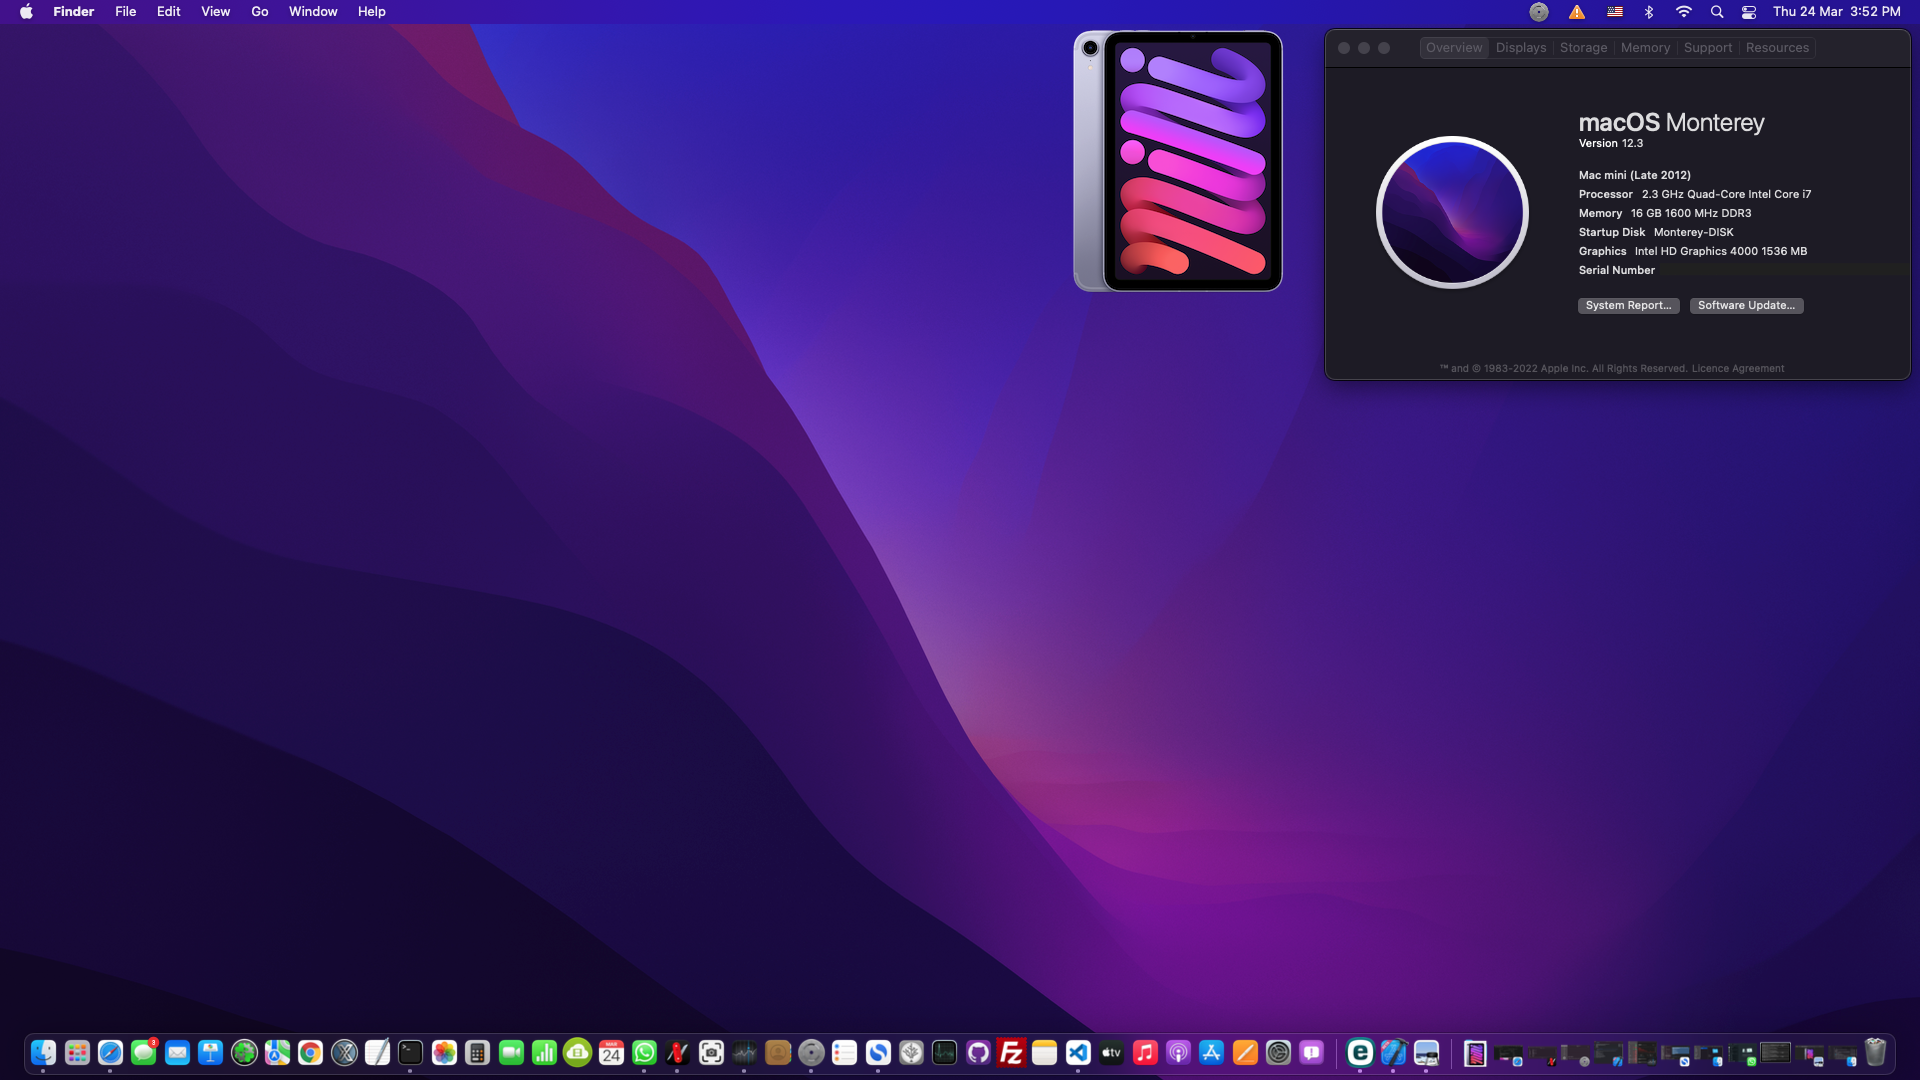 Finder File Edit View Go Window Help
Thu 24 Mar 3:52 PM
Overview Displays Storage Memory Support Resources
macOS Monterey
Version 12.3
Mac mini (Late 2012)
Processor 2.3 GHz Quad-Core Intel Core i7
Memory 16 GB 1600 MHz DDR3
Startup Disk Monterey-DISK
Graphics Intel HD Graphics 4000 1536 MB
Serial Number
System Report... Software Update...
™ and © 1983-2022 Apple Inc. All Rights Reserved. Licence Agreement
3
MAR
24
tv
Fz
e